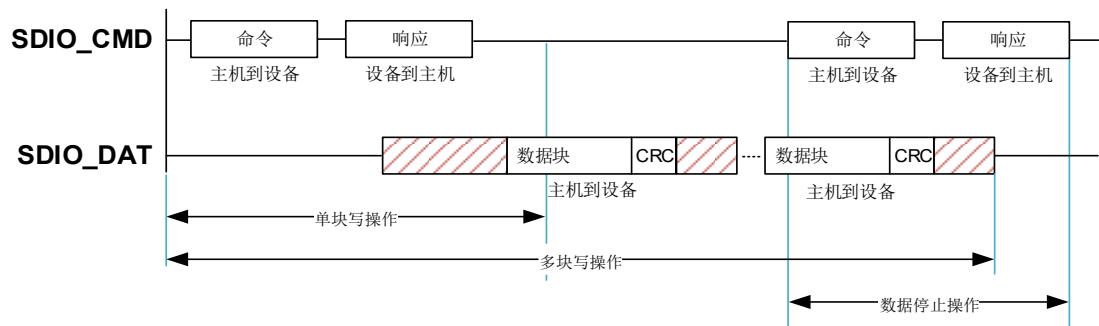 SDIO_CMD
命令
响应
命令
响应
主机到设备
设备到主机
主机到设备
设备到主机
SDIO_DAT
数据块
CRC
数据块
CRC
主机到设备
主机到设备
单块写操作
多块写操作
数据停止操作